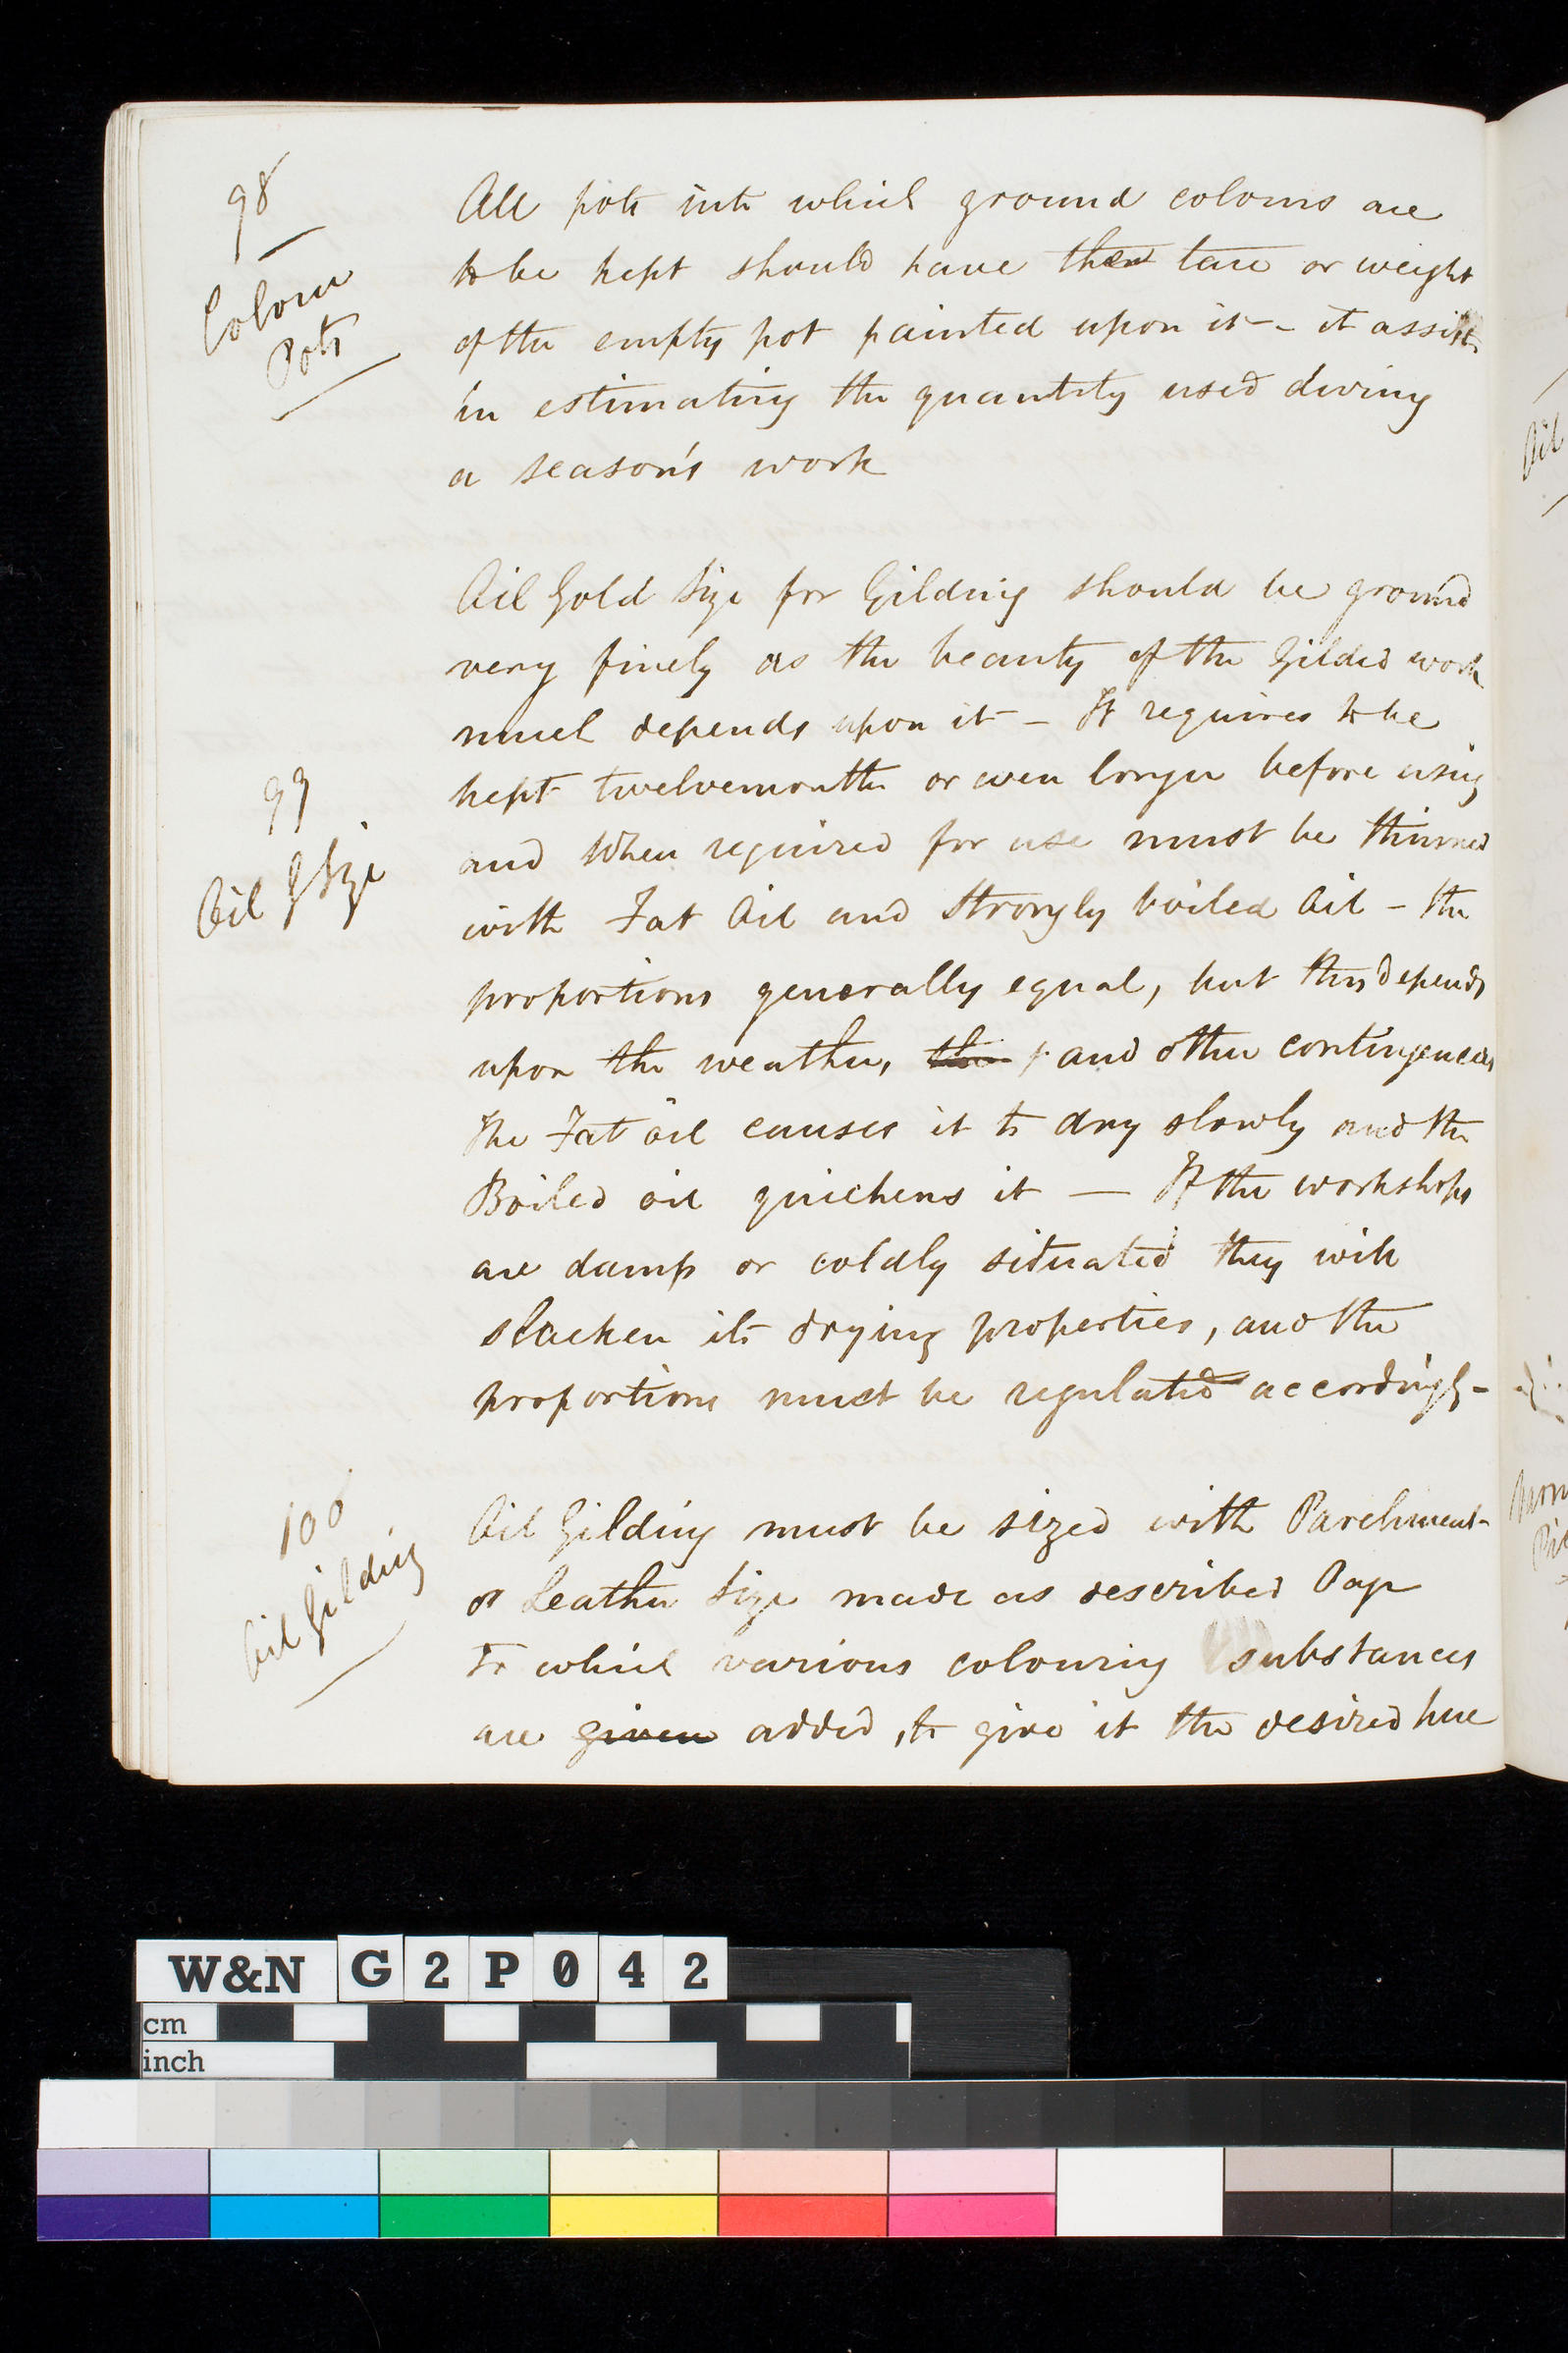 98
Colour
Pots
All pots into which ground colours are
to be kept should have their tare or weight
of the empty pot painted upon it - it assists
in estimating the quantity used during
a season's work
99
Oil G Size
Oil Gold Size for Gilding should be ground
very finely as the beauty of the Gilded work
much depends upon it - It requires to be
kept twelvemonths or even longer before using
and when required for use must be thinned
with Fat Oil and strongly boiled Oil - the
proportions generally equal, but this depends
upon the weather, and other contingencies
The Fat oil causes it to dry slowly and the
Boiled oil quickens it — If the workshops
are damp or coldly situated they will
slacken its drying properties, and the
proportions must be regulated accordingly -
100
Oil Gilding
Oil Gilding must be sized with Parchment
or Leather Size made as described Page
to which various colouring substances
are given added, to give it the desired hue
Oil
W&N G2P042
cm
inch